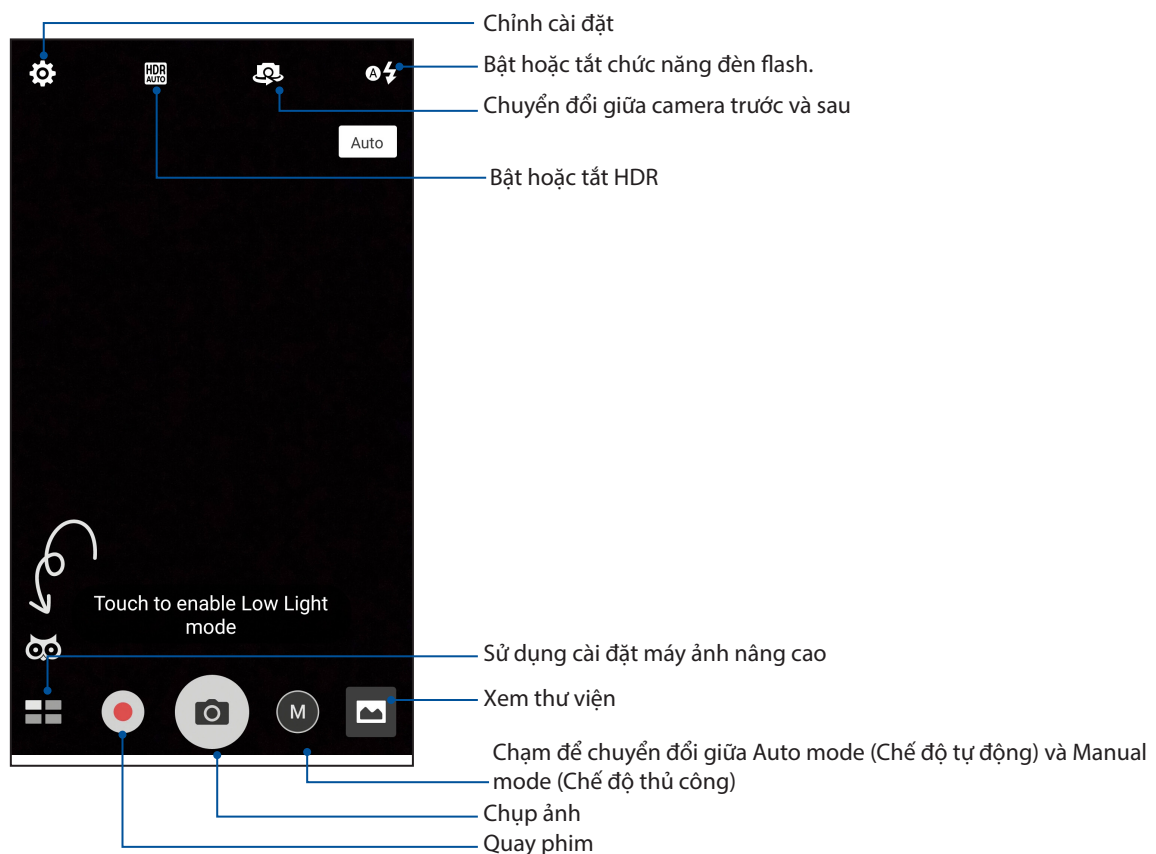 Chỉnh cài đặt
HDR
AUTO
A
Bật hoặc tắt chức năng đèn flash.
Chuyển đổi giữa camera trước và sau
Auto
Bật hoặc tắt HDR
Touch to enable Low Light
mode
Sử dụng cài đặt máy ảnh nâng cao
M
Xem thư viện
Chạm để chuyển đổi giữa Auto mode (Chế độ tự động) và Manual
mode (Chế độ thủ công)
Chụp ảnh
Quay phim